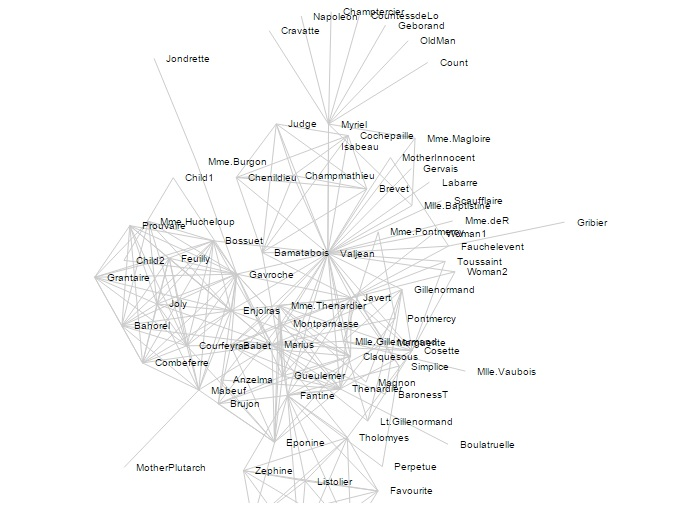 Champtercier
Napoleon
CountessdeLo
Geborand
Cravatte
OldMan
Count
Jondrette
Judge
Myriel
Cochepaille
Mme.Magloire
Isabeau
MotherInnocent
Mme.Burgon
Gervais
Child1
Chenildieu
Champmathieu
Labarre
Brevet
Scaufflaire
Mlle.Baptistine
Mme.Hucheloup
Mme.deR
Gribier
Prouvaire
Mme.Pontmercy
Woman1
Bossuet
Fauchelevent
Bamatabois
Valjean
Child2
Feuilly
Toussaint
Woman2
Grantaire
Gavroche
Gillenormand
Javert
Joly
Mme.Thenardier
Enjolras
Pontmercy
Bahorel
Montparnasse
Courfeyrac
Babet
Marius
Mlle.Gillenormand
Marguerite
Cosette
Claquesous
Combeferre
Simplice
Mlle.Vaubois
Anzelma
Gueulemer
Magnon
Mabeuf
Thenardier
BaronessT
Fantine
Brujon
Lt.Gillenormand
Eponine
Tholomyes
Boulatruelle
MotherPlutarch
Zephine
Perpetue
Listolier
Favourite